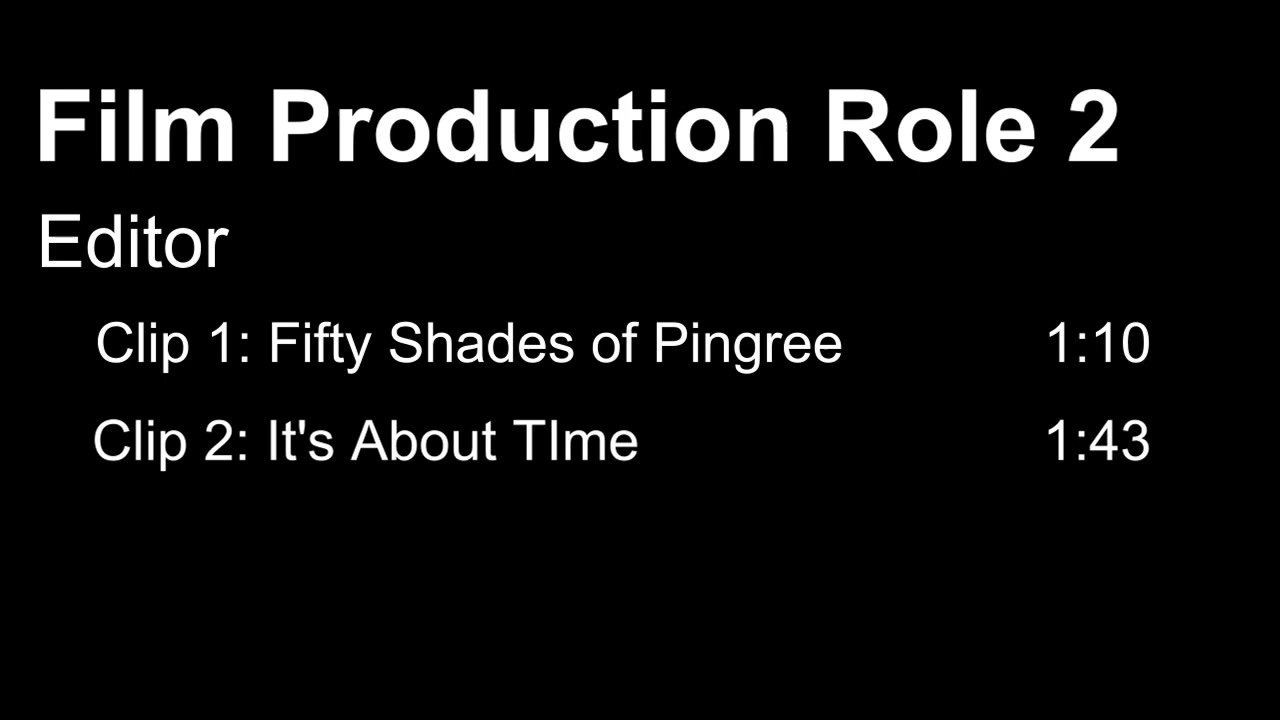 Film Production Role 2
Editor
Clip 1: Fifty Shades of Pingree 1:10
Clip 2: It's About TIme 1:43